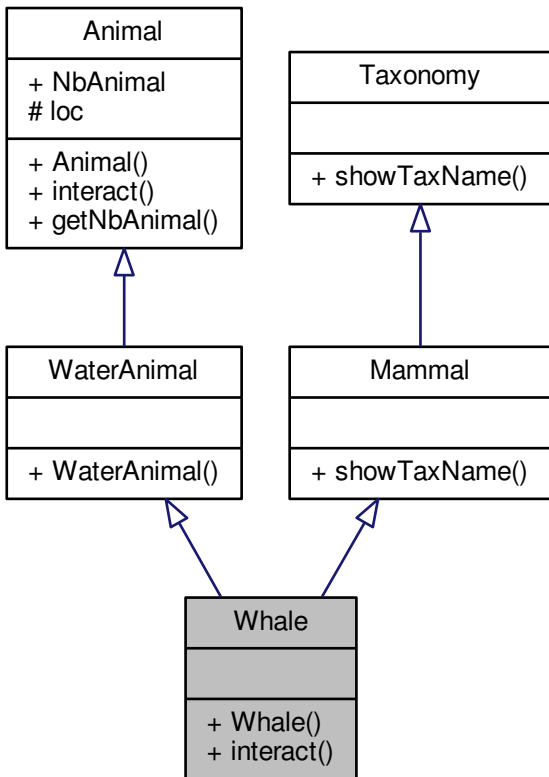 Animal
+ NbAnimal
# loc
+ Animal()
+ interact()
+ getNbAnimal()
Taxonomy
+ showTaxName()
WaterAnimal
+ WaterAnimal()
Mammal
+ showTaxName()
Whale
+ Whale()
+ interact()